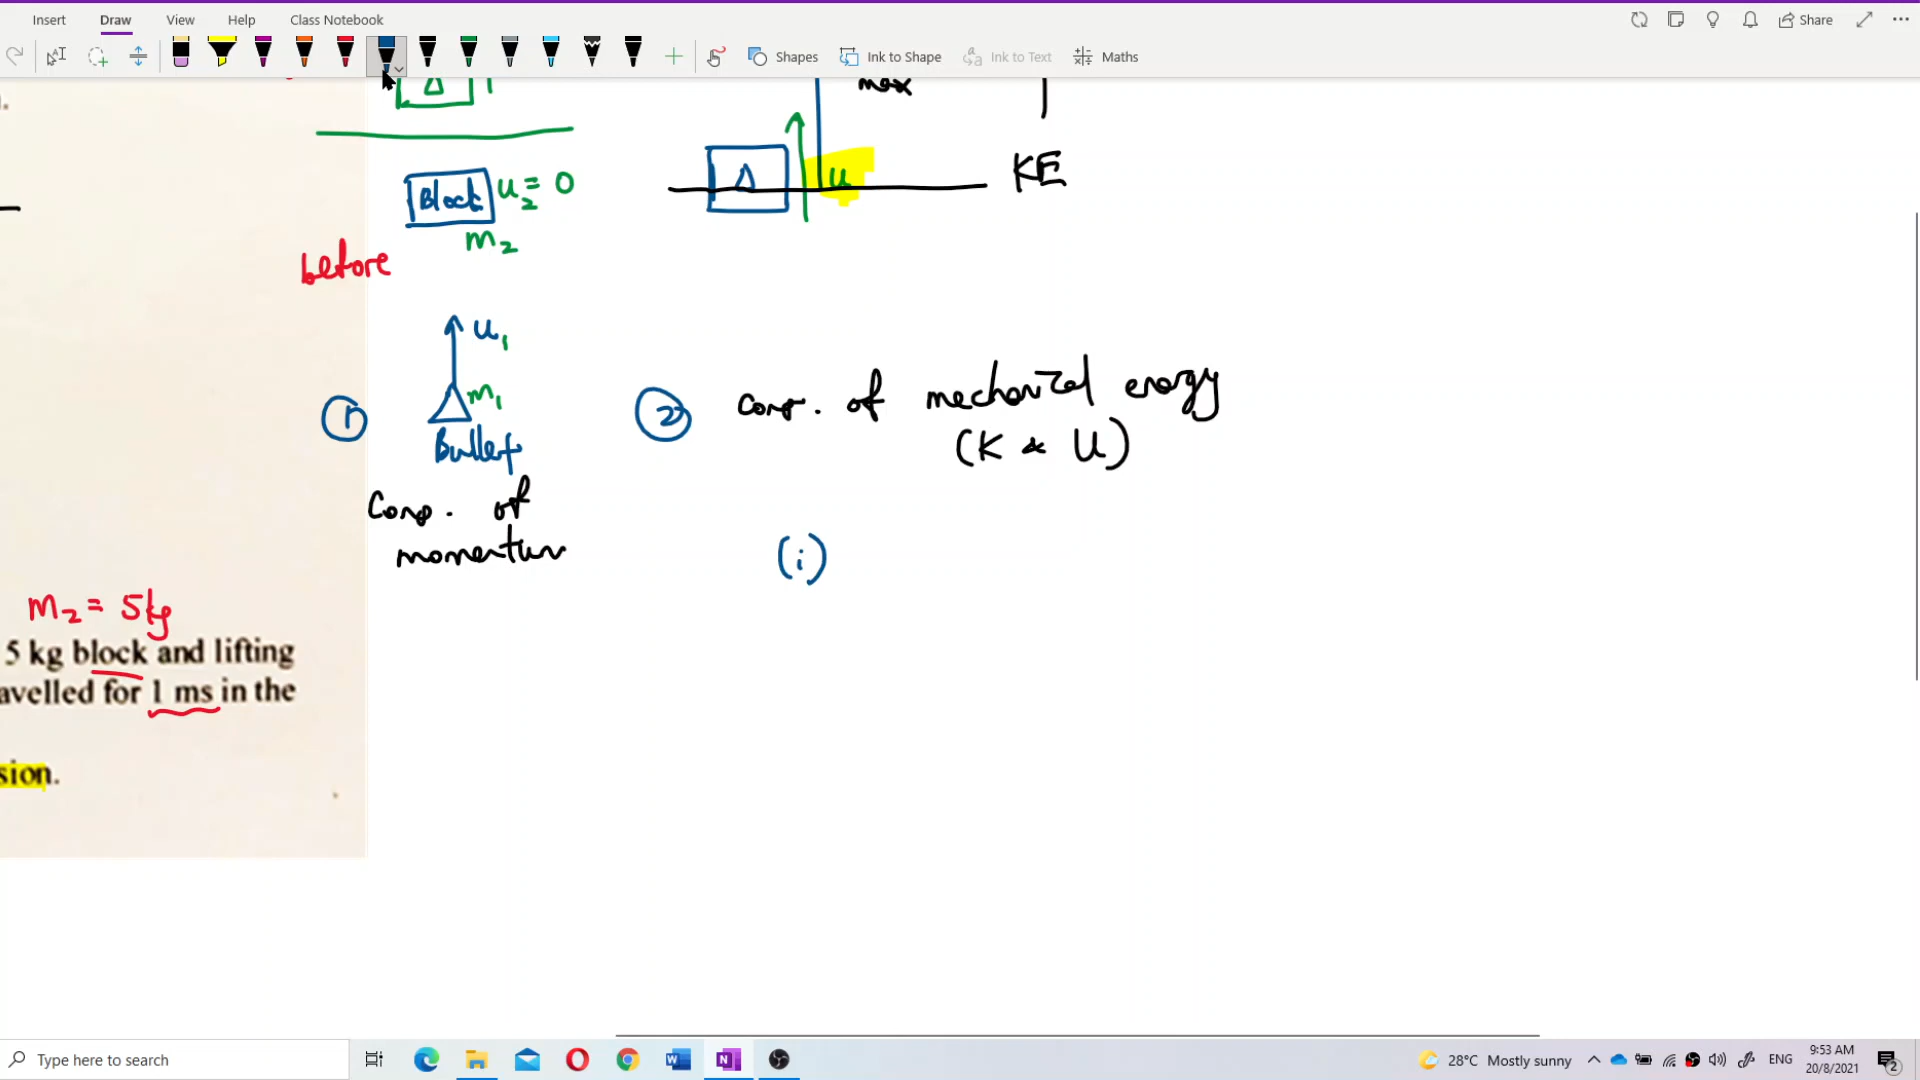 Insert Draw View Help Class Notebook Share
Shapes Ink to Shape Ink to Text Maths
max
KE
u
Block u₂ = 0
m₂
before
u₁
m₁
Bullet
①
Cons. of
momentum
② Cons. of mechanical energy
(K & U)
(i)
m₂ = 5kg
5 kg block and lifting
avelled for 1 ms in the
sion.
Type here to search
28°C Mostly sunny
ENG
9:53 AM
20/8/2021
2